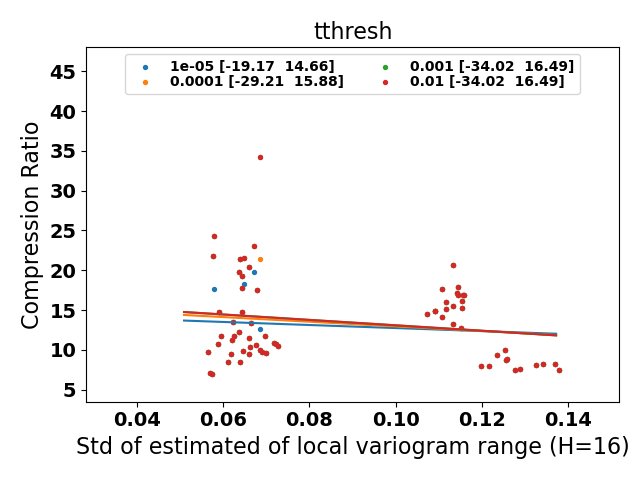 tthresh
1e-05 [-19.17  14.66]
0.0001 [-29.21  15.88]
0.001 [-34.02  16.49]
0.01 [-34.02  16.49]
Compression Ratio
45
40
35
30
25
20
15
10
5
0.04 0.06 0.08 0.10 0.12 0.14
Std of estimated of local variogram range (H=16)